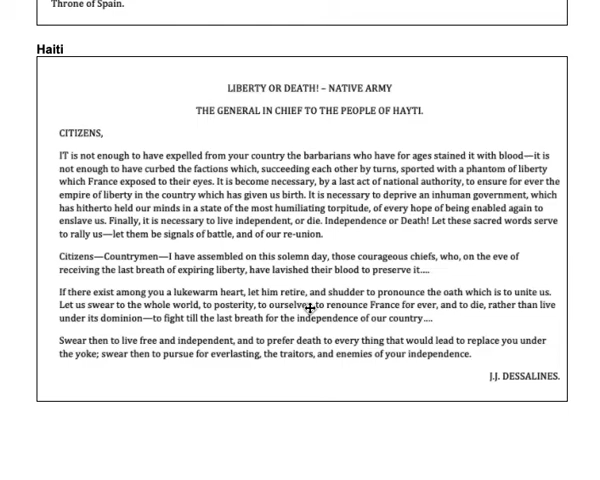 Throne of Spain.
Haiti
LIBERTY OR DEATH! – NATIVE ARMY
THE GENERAL IN CHIEF TO THE PEOPLE OF HAYTI.
CITIZENS,
IT is not enough to have expelled from your country the barbarians who have for ages stained it with blood—it is
not enough to have curbed the factions which, succeeding each other by turns, sported with a phantom of liberty
which France exposed to their eyes. It is become necessary, by a last act of national authority, to ensure for ever the
empire of liberty in the country which has given us birth. It is necessary to deprive an inhuman government, which
has hitherto held our minds in a state of the most humiliating torpitude, of every hope of being enabled again to
enslave us. Finally, it is necessary to live independent, or die. Independence or Death! Let these sacred words serve
to rally us—let them be signals of battle, and of our re-union.
Citizens—Countrymen—I have assembled on this solemn day, those courageous chiefs, who, on the eve of
receiving the last breath of expiring liberty, have lavished their blood to preserve it....
If there exist among you a lukewarm heart, let him retire, and shudder to pronounce the oath which is to unite us.
Let us swear to the whole world, to posterity, to ourselves, to renounce France for ever, and to die, rather than live
under its dominion—to fight till the last breath for the independence of our country....
Swear then to live free and independent, and to prefer death to every thing that would lead to replace you under
the yoke; swear then to pursue for everlasting, the traitors, and enemies of your independence.
J.J. DESSALINES.